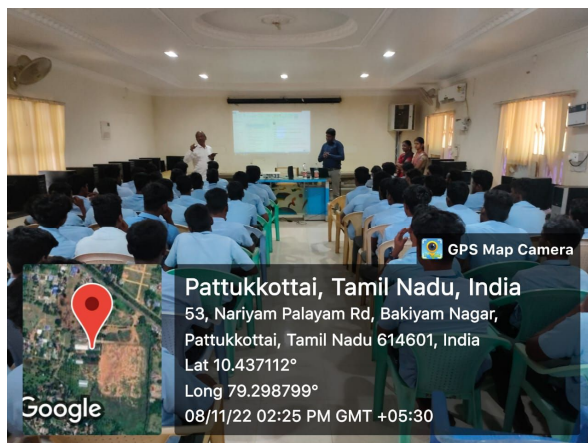 GPS Map Camera
Pattukkottai, Tamil Nadu, India
53, Nariyam Palayam Rd, Bakiyam Nagar,
Pattukkottai, Tamil Nadu 614601, India
Lat 10.437112°
Long 79.298799°
08/11/22 02:25 PM GMT +05:30
Google